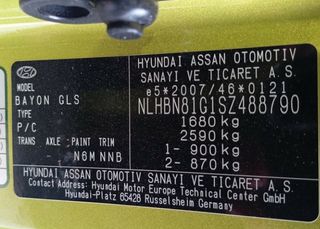 HYUNDAI ASSAN OTOMOTIV
SANAYI VE TICARET A.S.
e5*2007/46*0121
NLHBN81G1SZ488790
1680 kg
2590 kg
1- 900 kg
2- 870 kg
MODEL
BAYON GLS
TYPE
P/C
TRANS AXLE PAINT TRIM
- N6M NNB
HYUNDAI ASSAN OTOMOTIV SANAYI VE TICARET A.S.
Contact Address: Hyundai Motor Europe Technical Center GmbH
Hyundai-Platz 65428 Russelsheim Germany